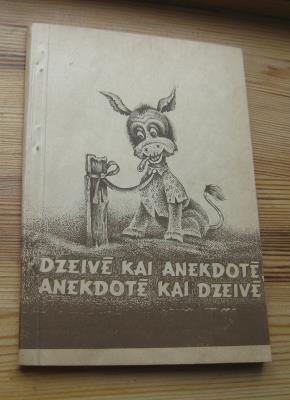 DZEIVĒ KAI ANEKDOTĒ,
ANEKDOTĒ KAI DZEIVĒ